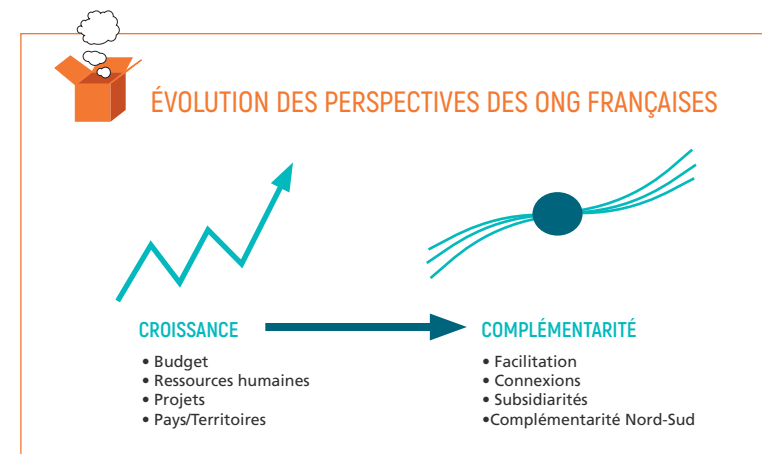 ÉVOLUTION DES PERSPECTIVES DES ONG FRANÇAISES
CROISSANCE
• Budget
• Ressources humaines
• Projets
• Pays/Territoires
COMPLÉMENTARITÉ
• Facilitation
• Connexions
• Subsidiarités
•Complémentarité Nord-Sud